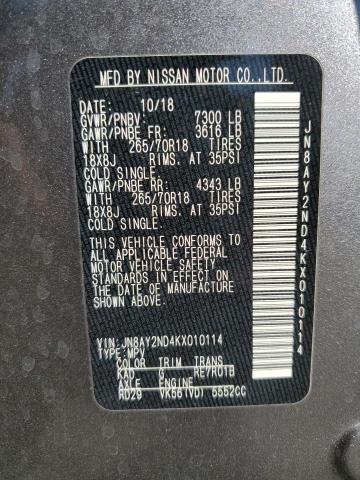 MFD BY NISSAN MOTOR CO.,LTD.
DATE: 10/18
GVWR/PNBV: 7300 LB
GAWR/PNBE FR: 3616 LB
WITH 265/70R18 TIRES
18X8J RIMS, AT 35PSI
COLD SINGLE.
GAWR/PNBE RR: 4343 LB
WITH 265/70R18 TIRES
18X8J RIMS, AT 35PSI
COLD SINGLE.
THIS VEHICLE CONFORMS TO
ALL APPLICABLE FEDERAL
MOTOR VEHICLE SAFETY
STANDARDS IN EFFECT ON
THE DATE OF MANUFACTURE
SHOWN ABOVE.
VIN: JN8AY2ND4KX010114
TYPE:MPV
COLOR TRIM TRANS
KAD G RE7R01B
AXLE ENGINE
RD29 VK56(VD) 5552CC
JN8AY2ND4KX010114